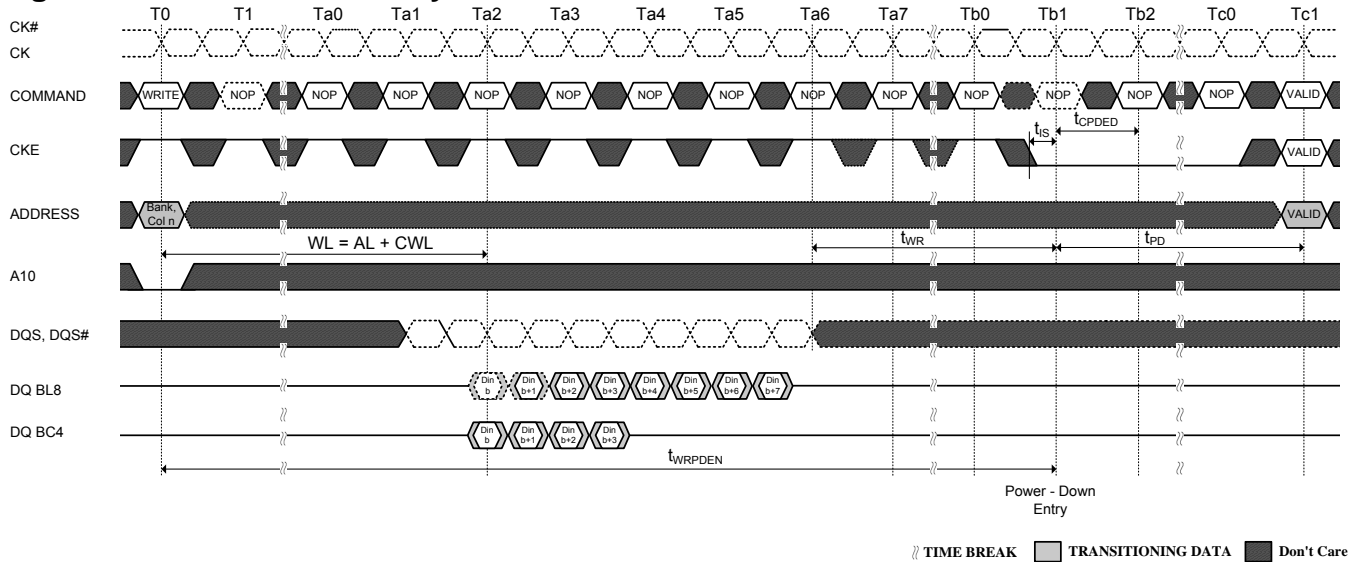 T0 T1 Ta0 Ta1 Ta2 Ta3 Ta4 Ta5 Ta6 Ta7 Tb0 Tb1 Tb2 Tc0 Tc1
CK#
CK
COMMAND WRITE NOP NOP NOP NOP NOP NOP NOP NOP NOP NOP NOP NOP NOP VALID
tIS tCPDED
CKE VALID
ADDRESS Bank, Col n VALID
WL = AL + CWL tWR tPD
A10
DQS, DQS#
DQ BL8 Din b Din b+1 Din b+2 Din b+3 Din b+4 Din b+5 Din b+6 Din b+7
DQ BC4 Din b Din b+1 Din b+2 Din b+3
tWRPDEN
Power - Down
Entry
TIME BREAK TRANSITIONING DATA Don't Care